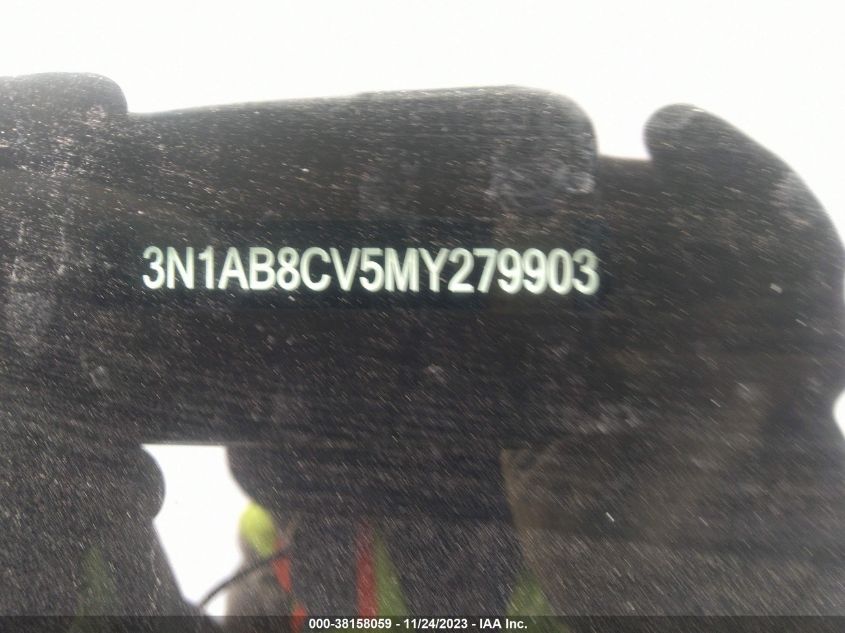 3N1AB8CV5MY279903
000-38158059 - 11/24/2023 - IAA Inc.